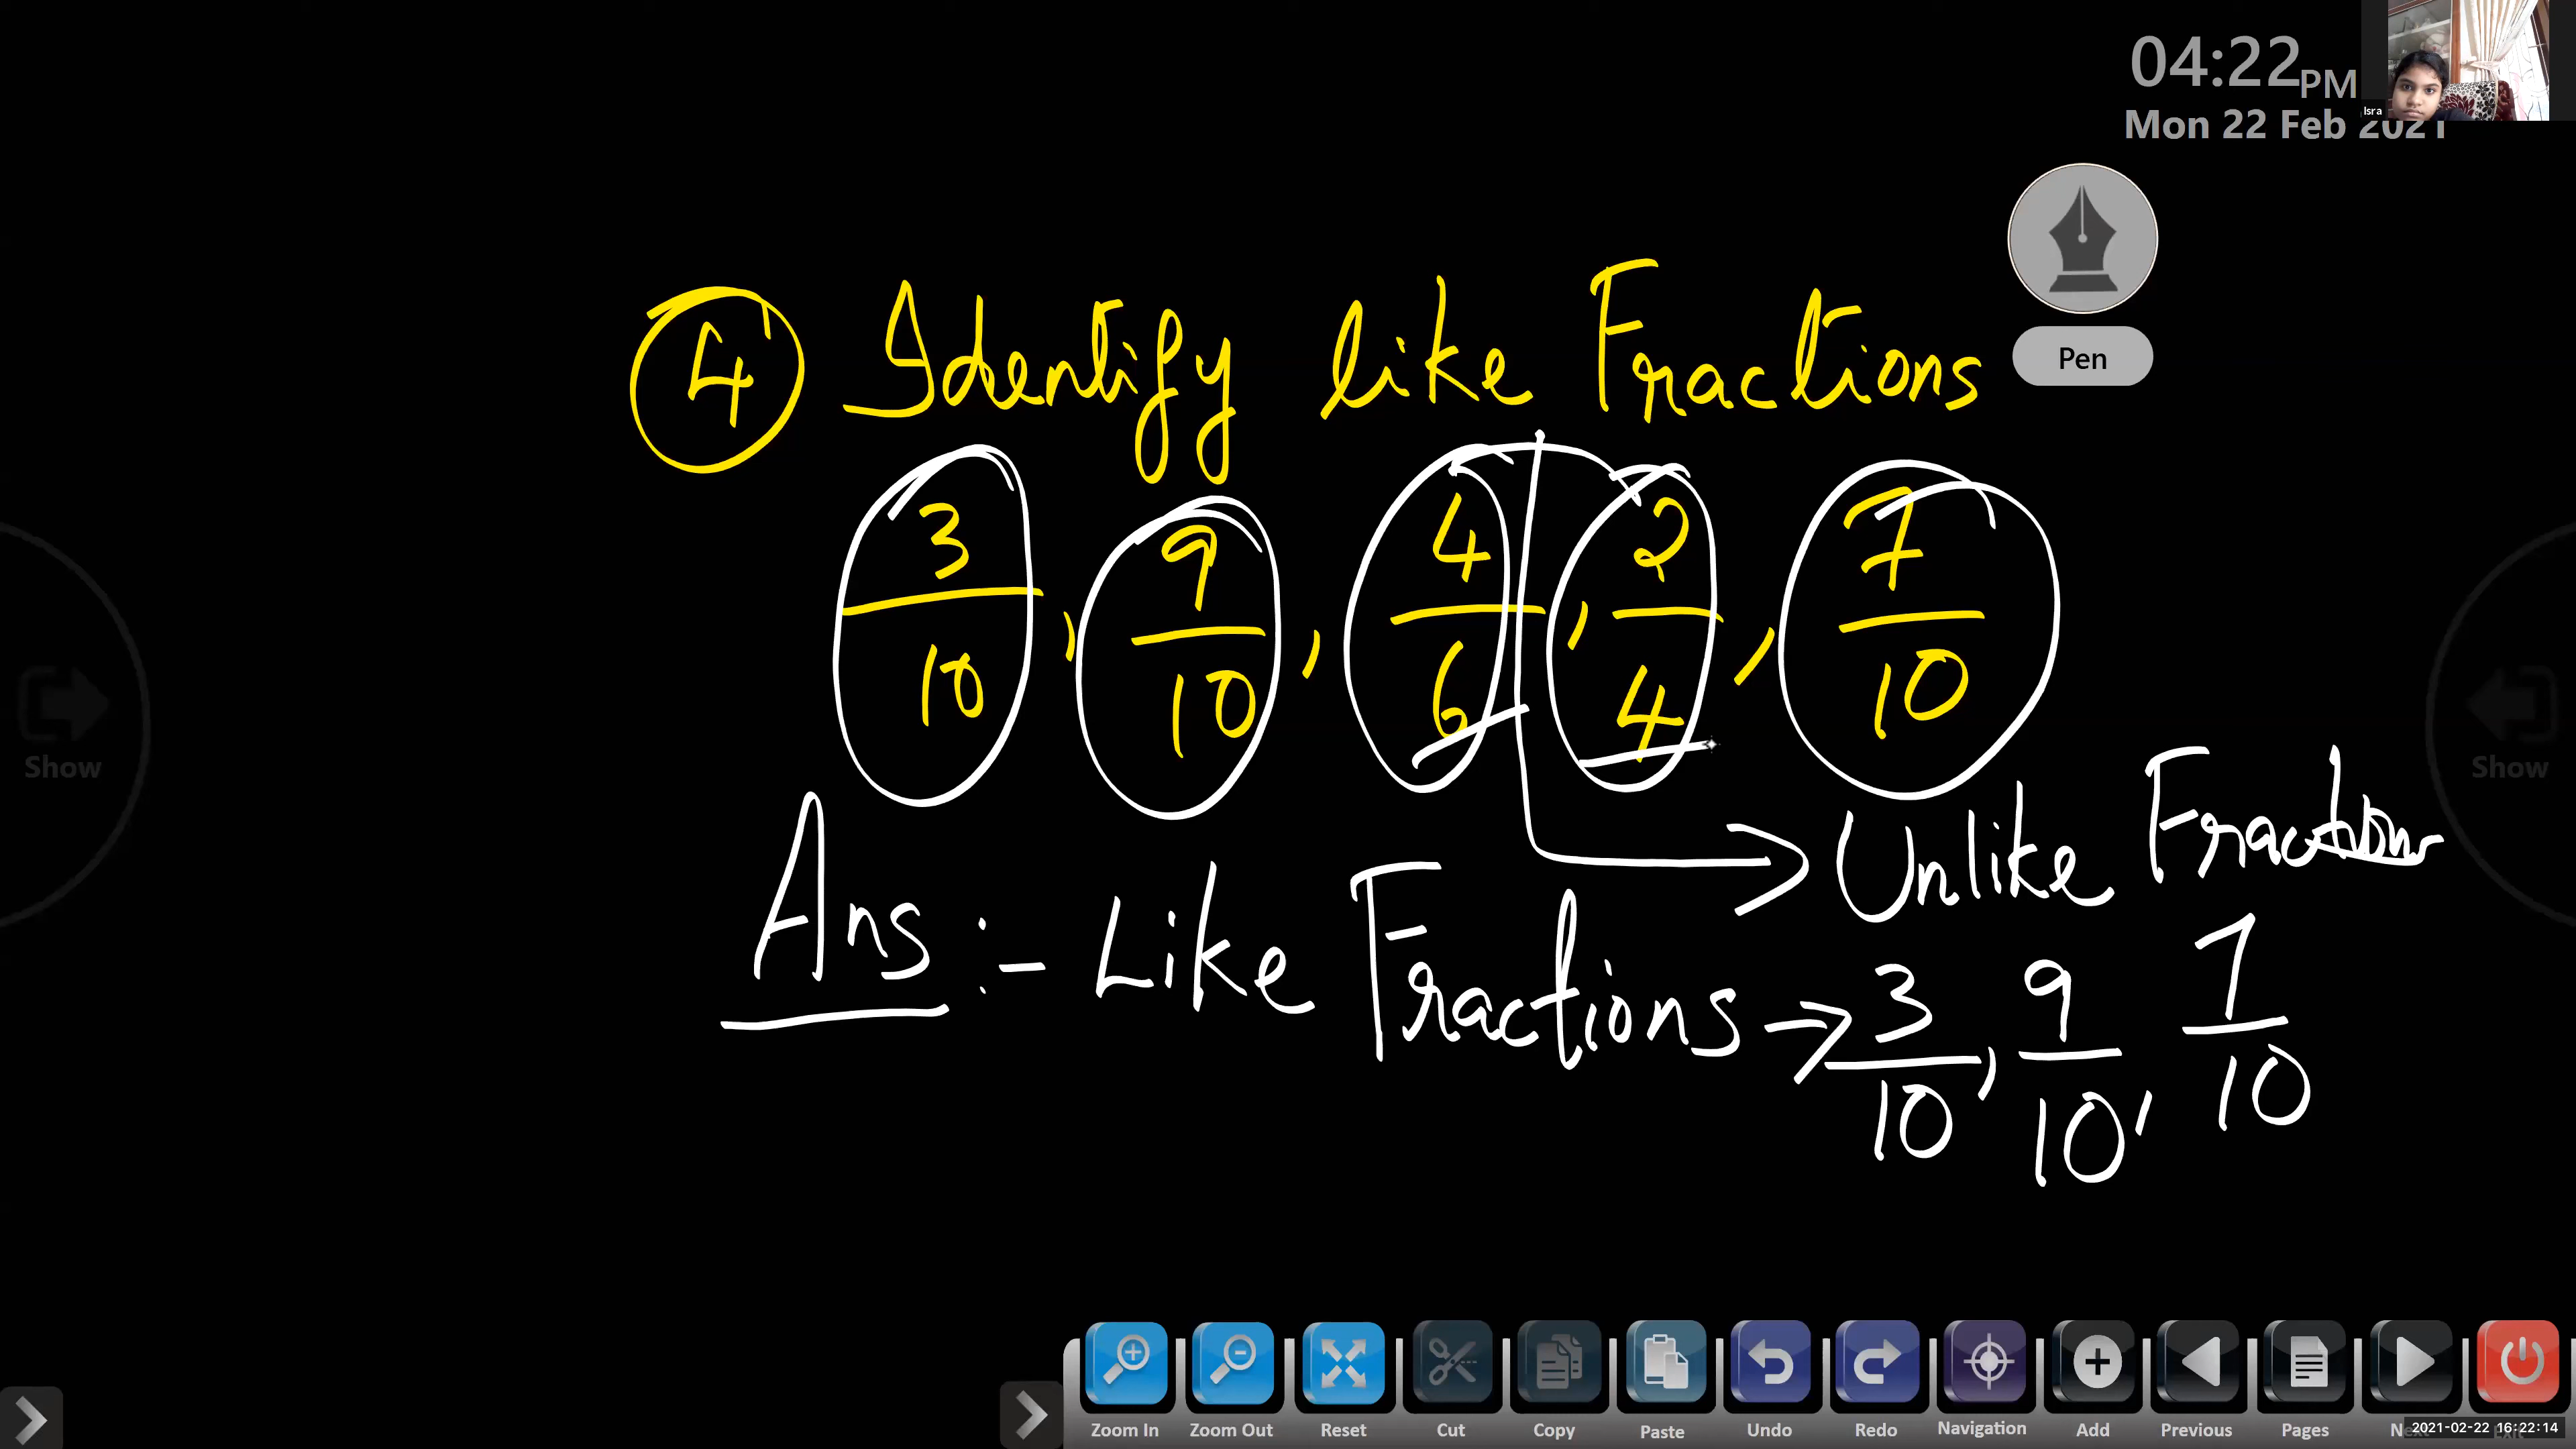 04:22PM
Isra
Mon 22 Feb 2021
Pen
4 Identify like Fractions
3/10, 9/10, 4/6, 2/4, 7/10
Show
Show
Unlike Fraction
Ans :- Like Fractions → 3/10, 9/10, 7/10
Zoom In Zoom Out Reset Cut Copy Paste Undo Redo Navigation Add Previous Pages
2021-02-22 16:22:14